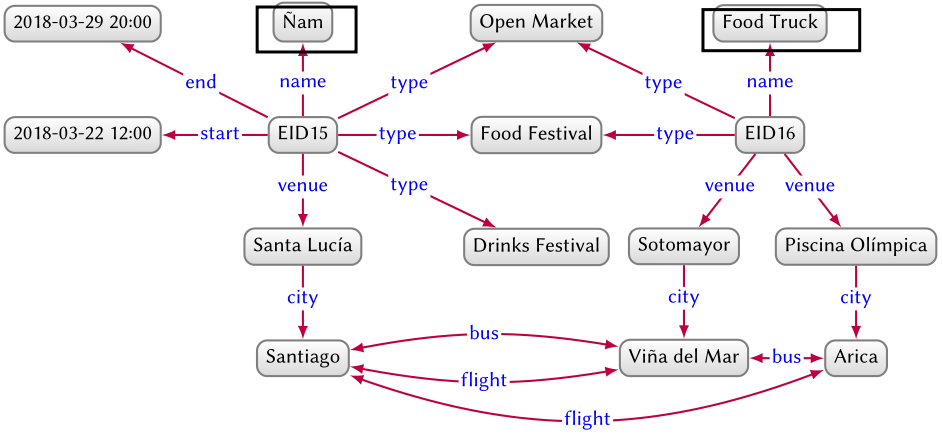 2018-03-29 20:00
Ñam
Open Market
Food Truck
end
name
type
type
name
2018-03-22 12:00
start
EID15
type
Food Festival
type
EID16
venue
type
venue
venue
Santa Lucía
Drinks Festival
Sotomayor
Piscina Olímpica
city
city
city
bus
Santiago
Viña del Mar
bus
Arica
flight
flight